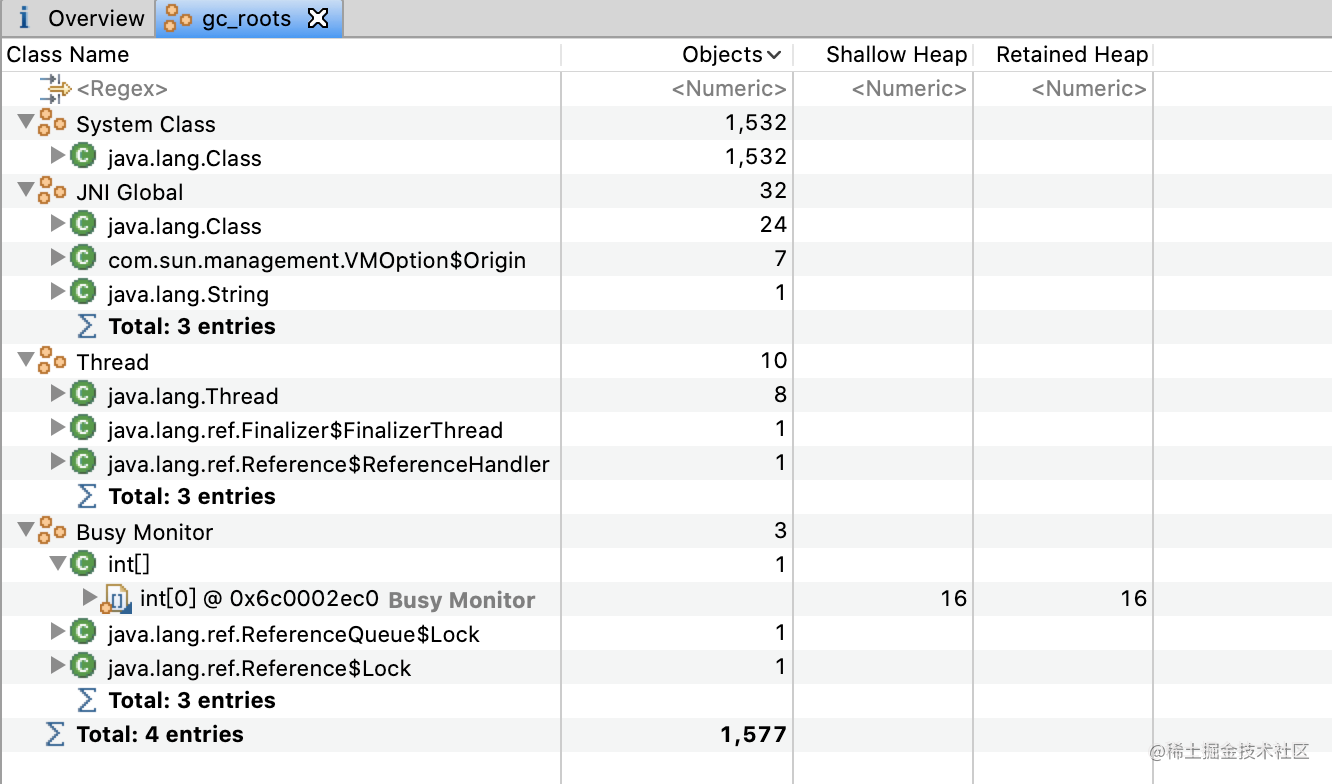 Overview gc_roots
Class Name Objects Shallow Heap Retained Heap
<Regex> <Numeric> <Numeric> <Numeric>
System Class 1,532
java.lang.Class 1,532
JNI Global 32
java.lang.Class 24
com.sun.management.VMOption$Origin 7
java.lang.String 1
Total: 3 entries
Thread 10
java.lang.Thread 8
java.lang.ref.Finalizer$FinalizerThread 1
java.lang.ref.Reference$ReferenceHandler 1
Total: 3 entries
Busy Monitor 3
int[] 1
int[0] @ 0x6c0002ec0 Busy Monitor 16 16
java.lang.ref.ReferenceQueue$Lock 1
java.lang.ref.Reference$Lock 1
Total: 3 entries
Total: 4 entries 1,577
@稀土掘金技术社区